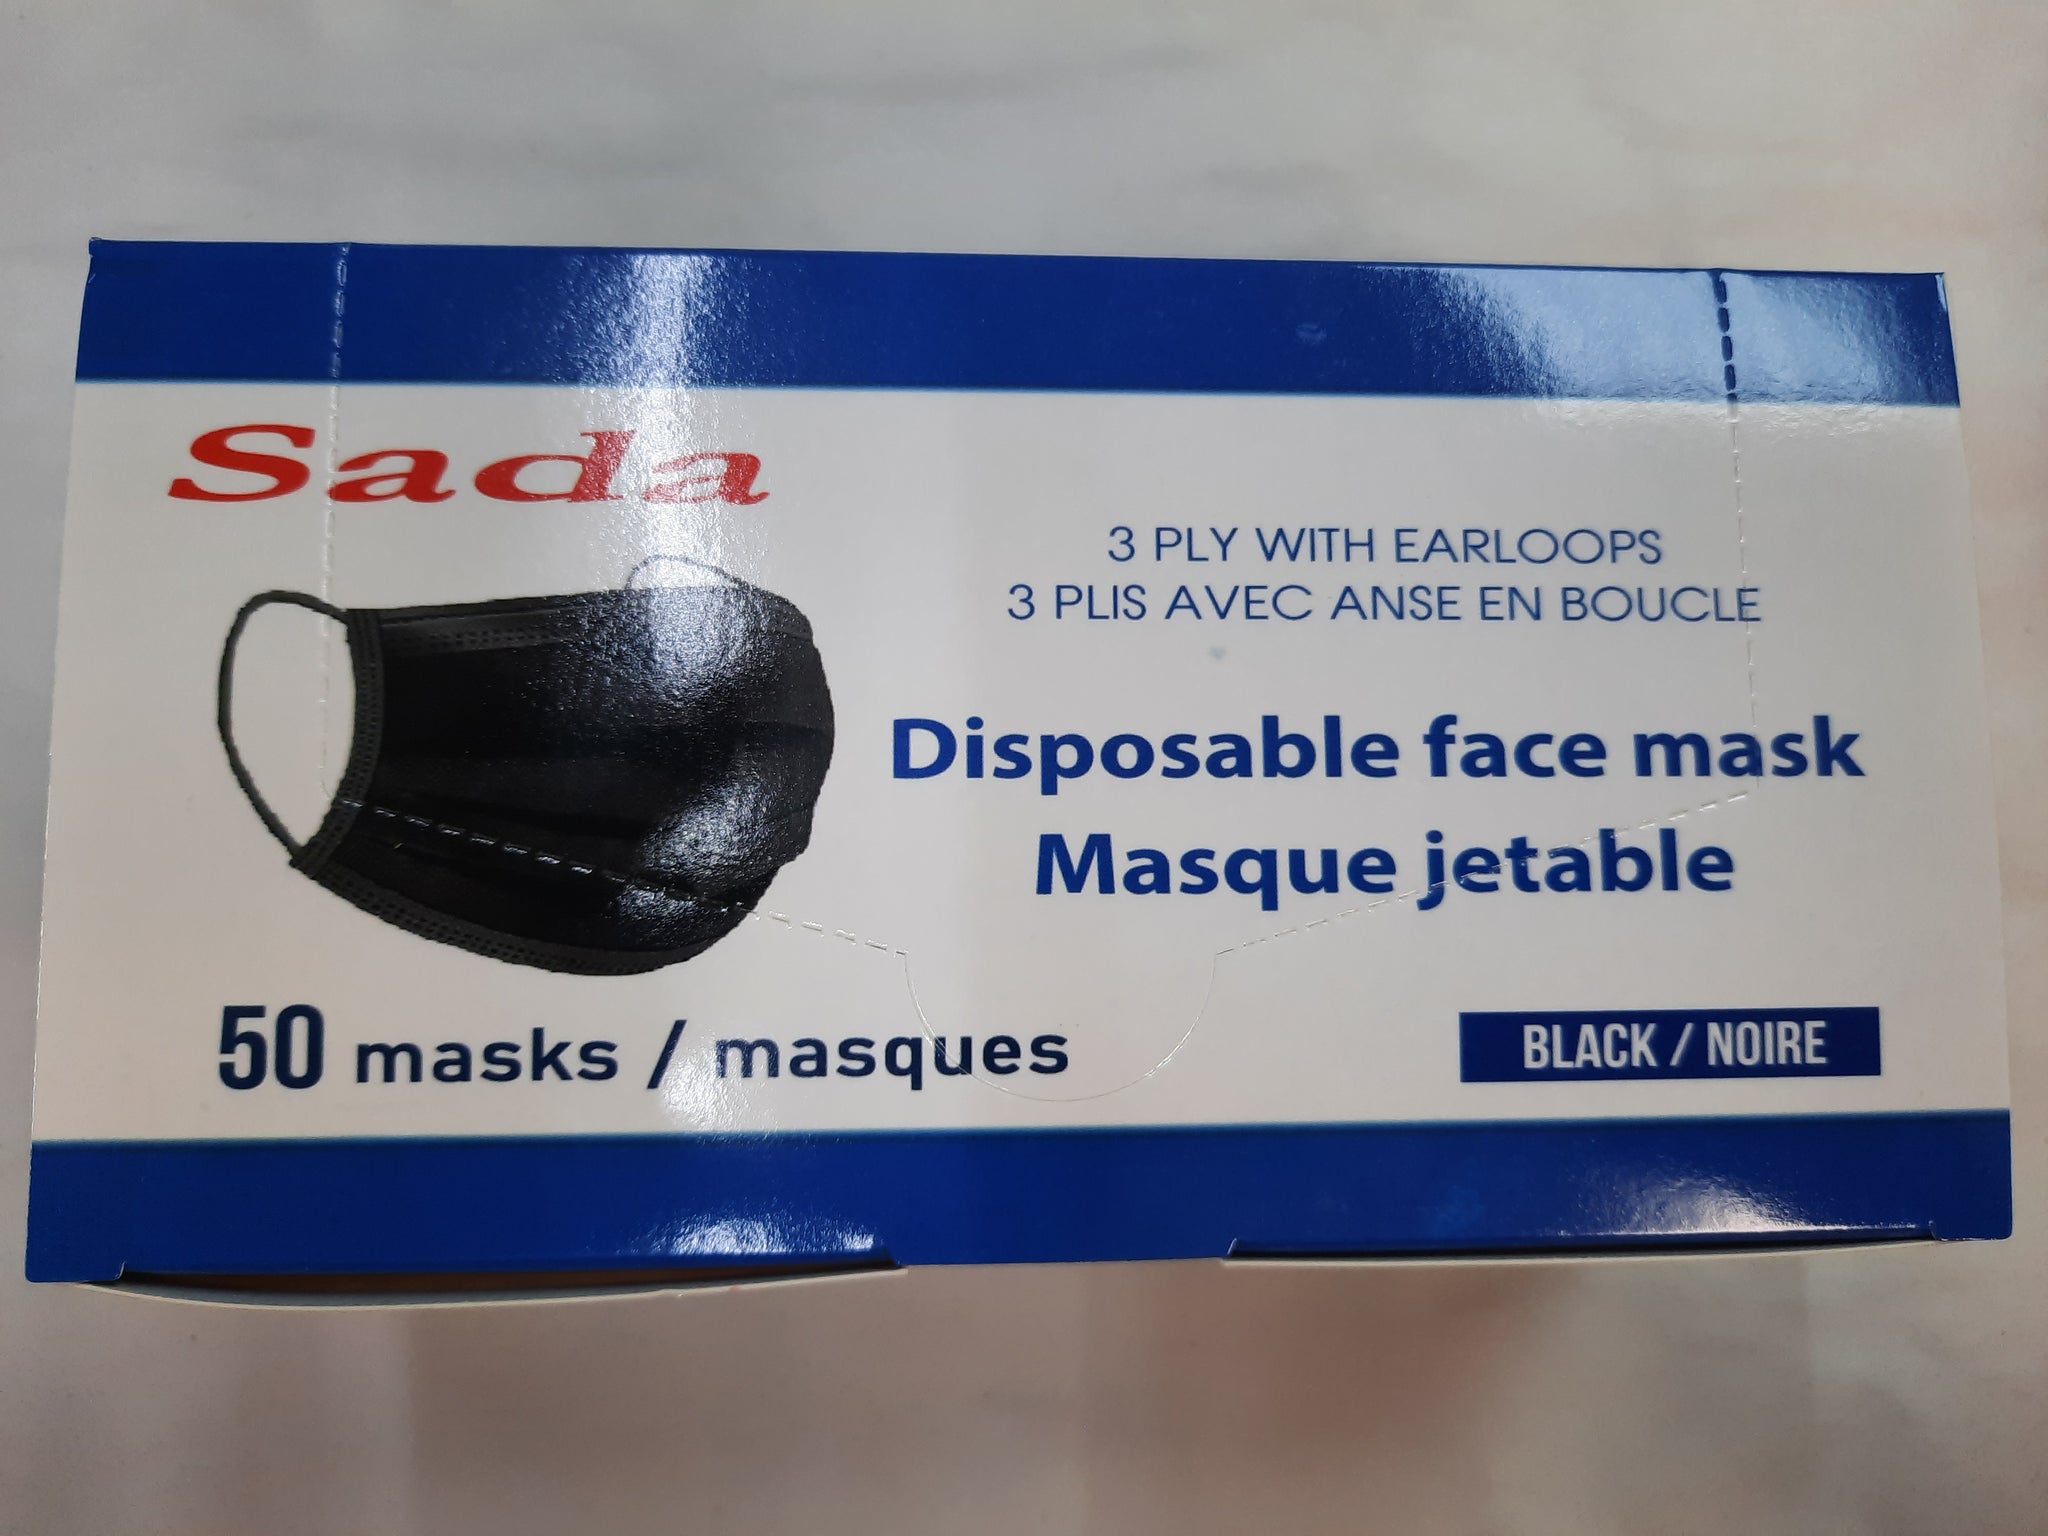 Sada
3 PLY WITH EARLOOPS
3 PLIS AVEC ANSE EN BOUCLE
Disposable face mask
Masque jetable
50 masks / masques
BLACK / NOIRE